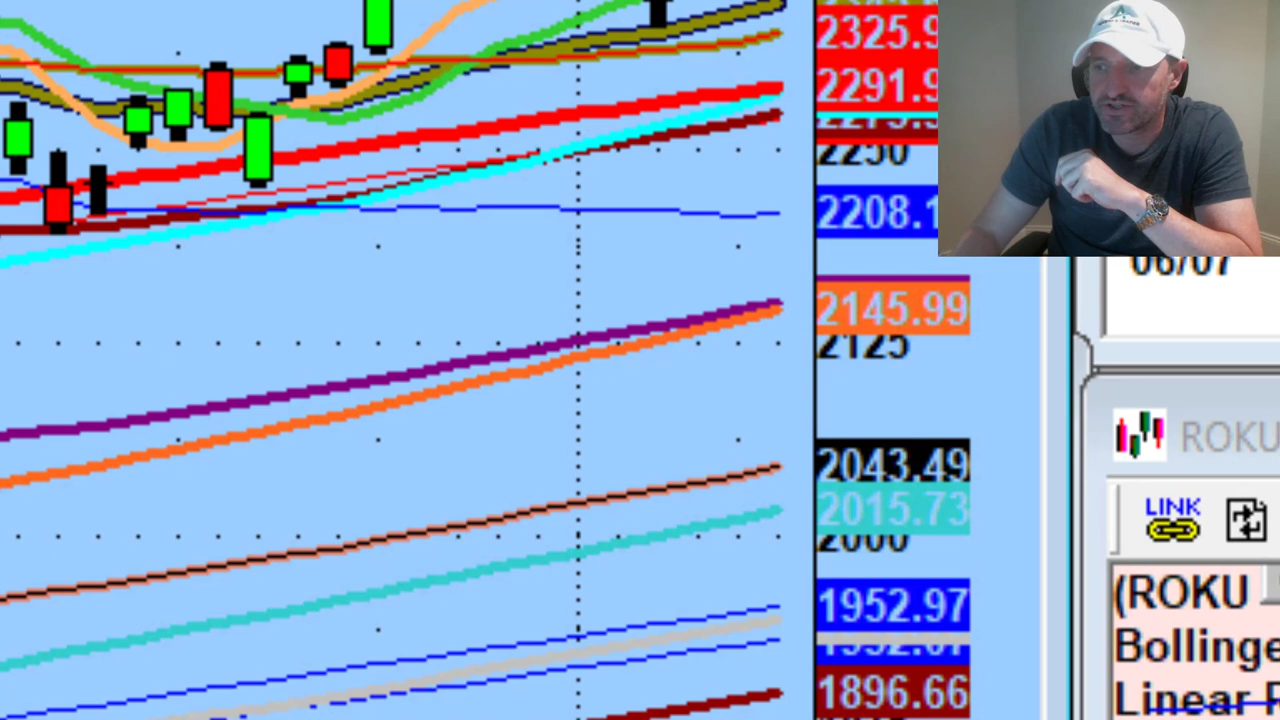 2325.9
2291.9
2250
2208.1
2145.99
2125
2043.49
2015.73
2000
1952.97
1896.66
06/07
ROKU
LINK
(ROKU
Bollinge
Linear